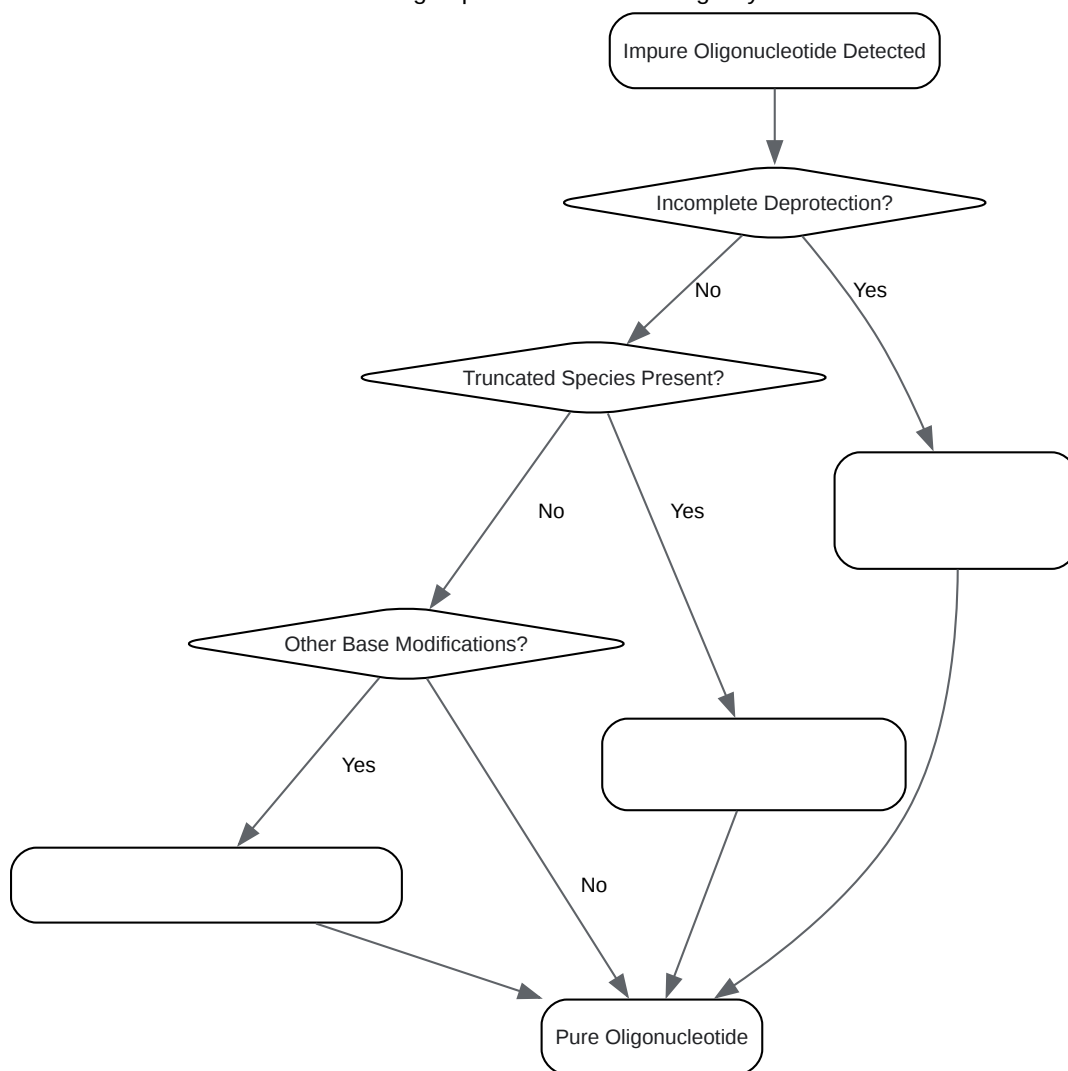 Impure Oligonucleotide Detected
Incomplete Deprotection?
No
Yes
Truncated Species Present?
No
Yes
Other Base Modifications?
Yes
No
Pure Oligonucleotide